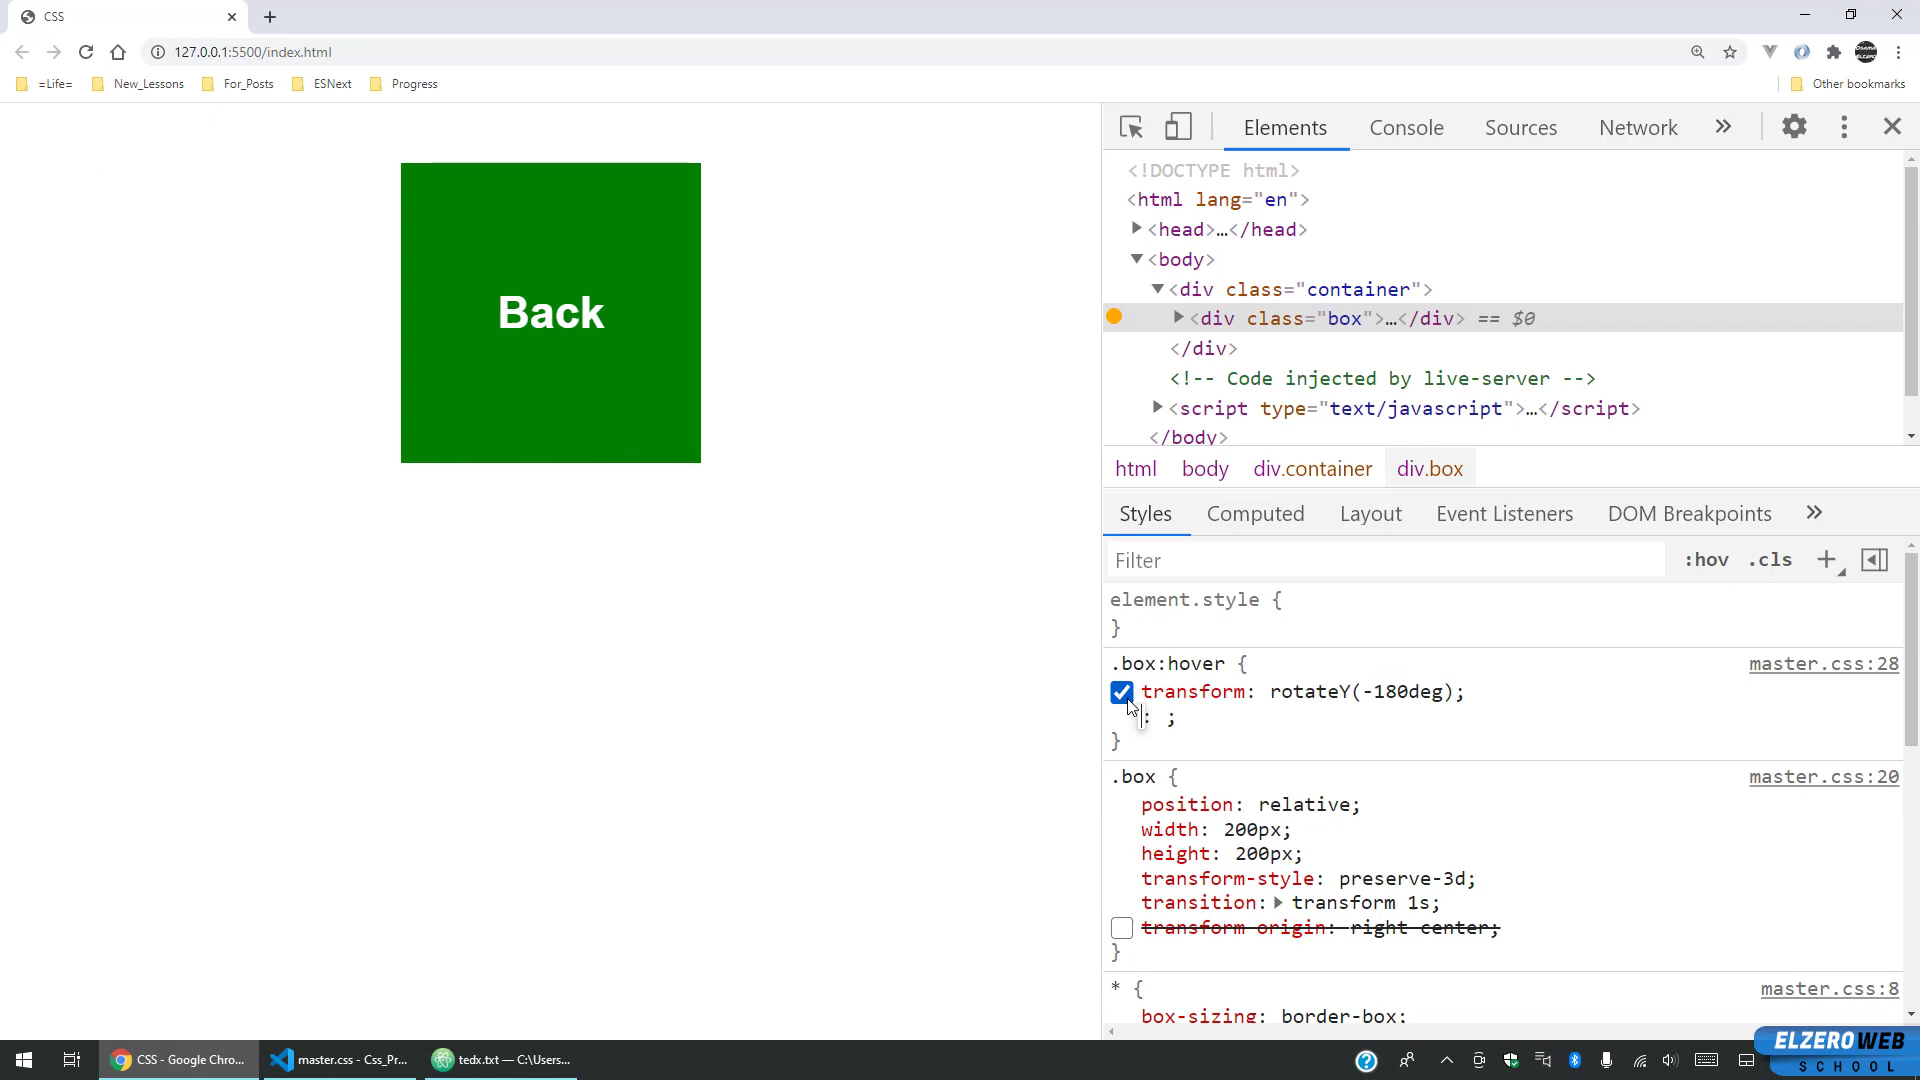 CSS
127.0.0.1:5500/index.html
=Life=
New_Lessons
For_Posts
ESNext
Progress
Other bookmarks
Back
Elements
Console
Sources
Network
<!DOCTYPE html>
<html lang="en">
<head>…</head>
<body>
<div class="container">
<div class="box">…</div> == $0
</div>
<!-- Code injected by live-server -->
<script type="text/javascript">…</script>
</body>
html
body
div.container
div.box
Styles
Computed
Layout
Event Listeners
DOM Breakpoints
Filter
:hov
.cls
element.style {
}
.box:hover {
master.css:28
transform: rotateY(-180deg);
: ;
}
.box {
master.css:20
position: relative;
width: 200px;
height: 200px;
transform-style: preserve-3d;
transition: transform 1s;
transform-origin: right center;
}
* {
master.css:8
box-sizing: border-box;
CSS - Google Chro...
master.css - Css_Pr...
tedx.txt — C:\Users...
ELZEROWEB
SCHOOL